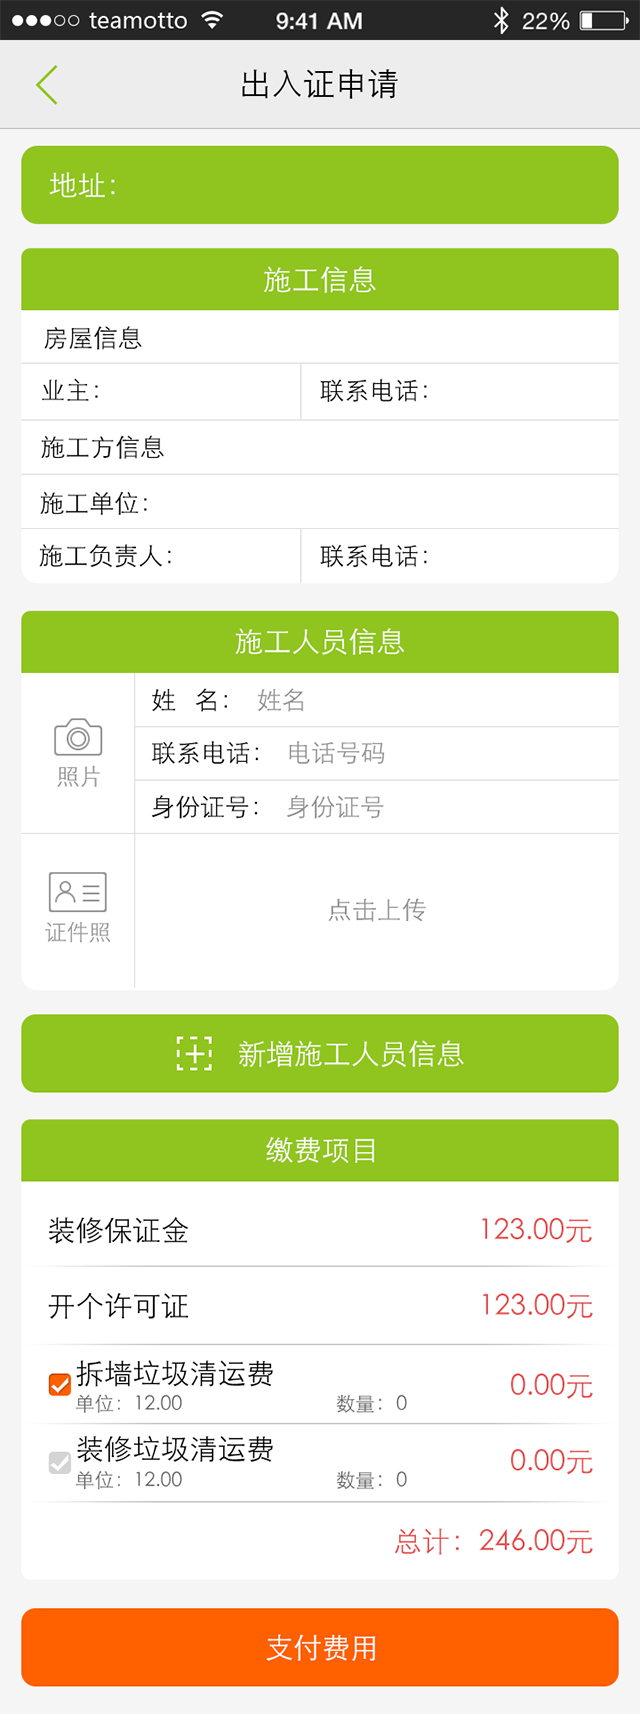 teamotto 9:41 AM 22%
出入证申请
地址：
施工信息
房屋信息
业主： 联系电话：
施工方信息
施工单位：
施工负责人： 联系电话：
施工人员信息
姓 名： 姓名
联系电话： 电话号码
照片
身份证号： 身份证号
点击上传
证件照
新增施工人员信息
缴费项目
装修保证金 123.00元
开个许可证 123.00元
拆墙垃圾清运费 0.00元
单位：12.00 数量：0
装修垃圾清运费 0.00元
单位：12.00 数量：0
总计：246.00元
支付费用